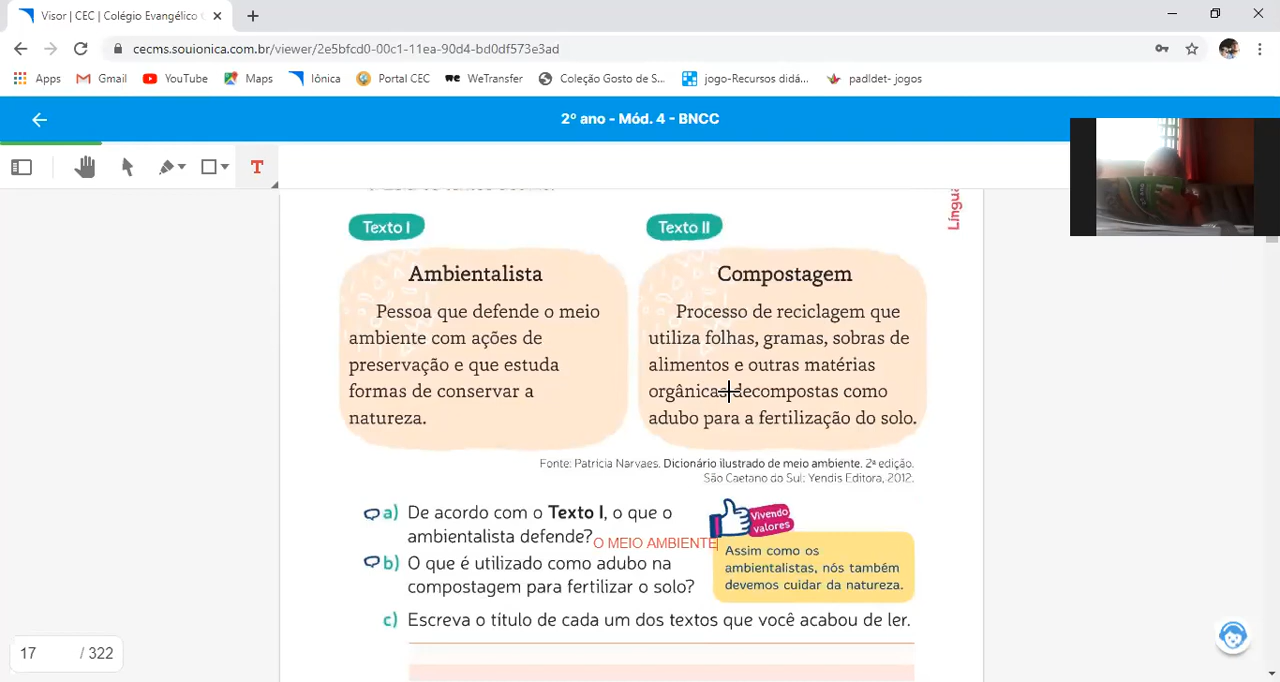 Visor | CEC | Colégio Evangélico
cecms.souionica.com.br/viewer/2e5bfcd0-00c1-11ea-90d4-bd0df573e3ad
Apps Gmail YouTube Maps Iônica Portal CEC WeTransfer Coleção Gosto de S... jogo-Recursos didá... padldet- jogos
2º ano - Mód. 4 - BNCC
T
Texto I
Ambientalista
Pessoa que defende o meio
ambiente com ações de
preservação e que estuda
formas de conservar a
natureza.
Texto II
Compostagem
Processo de reciclagem que
utiliza folhas, gramas, sobras de
alimentos e outras matérias
orgânicas decompostas como
adubo para a fertilização do solo.
Fonte: Patricia Narvaes. Dicionário ilustrado de meio ambiente. 2ª edição.
São Caetano do Sul: Yendis Editora, 2012.
a) De acordo com o Texto I, o que o
ambientalista defende? O MEIO AMBIENTE
b) O que é utilizado como adubo na
compostagem para fertilizar o solo?
Vivendo
valores
Assim como os
ambientalistas, nós também
devemos cuidar da natureza.
c) Escreva o título de cada um dos textos que você acabou de ler.
17 / 322